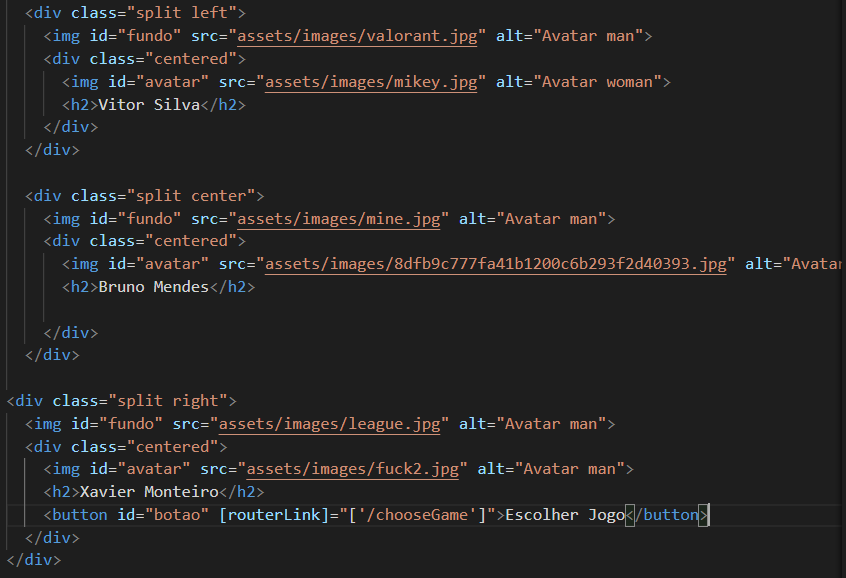 <div class="split left">
<img id="fundo" src="assets/images/valorant.jpg" alt="Avatar man">
<div class="centered">
<img id="avatar" src="assets/images/mikey.jpg" alt="Avatar woman">
<h2>Vitor Silva</h2>
</div>
</div>
<div class="split center">
<img id="fundo" src="assets/images/mine.jpg" alt="Avatar man">
<div class="centered">
<img id="avatar" src="assets/images/8dfb9c777fa41b1200c6b293f2d40393.jpg" alt="Avatar
<h2>Bruno Mendes</h2>
</div>
</div>
<div class="split right">
<img id="fundo" src="assets/images/league.jpg" alt="Avatar man">
<div class="centered">
<img id="avatar" src="assets/images/fuck2.jpg" alt="Avatar man">
<h2>Xavier Monteiro</h2>
<button id="botao" [routerLink]="['/chooseGame']">Escolher Jogo</button>
</div>
</div>